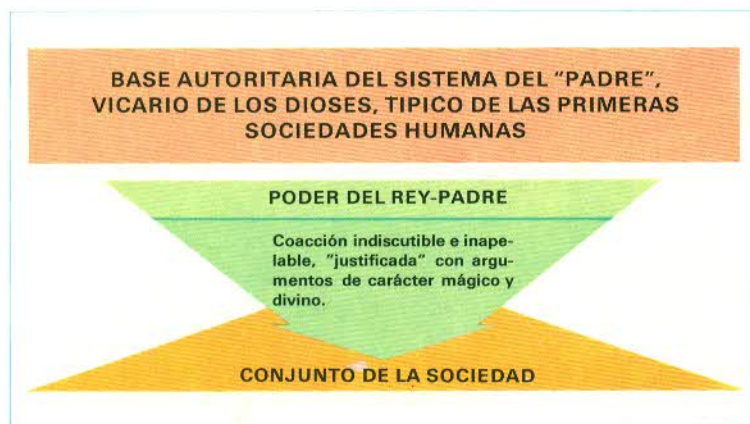 BASE AUTORITARIA DEL SISTEMA DEL "PADRE",
VICARIO DE LOS DIOSES, TIPICO DE LAS PRIMERAS
SOCIEDADES HUMANAS
PODER DEL REY-PADRE
Coacción indiscutible e inape-
lable, "justificada" con argu-
mentos de carácter mágico y
divino.
CONJUNTO DE LA SOCIEDAD